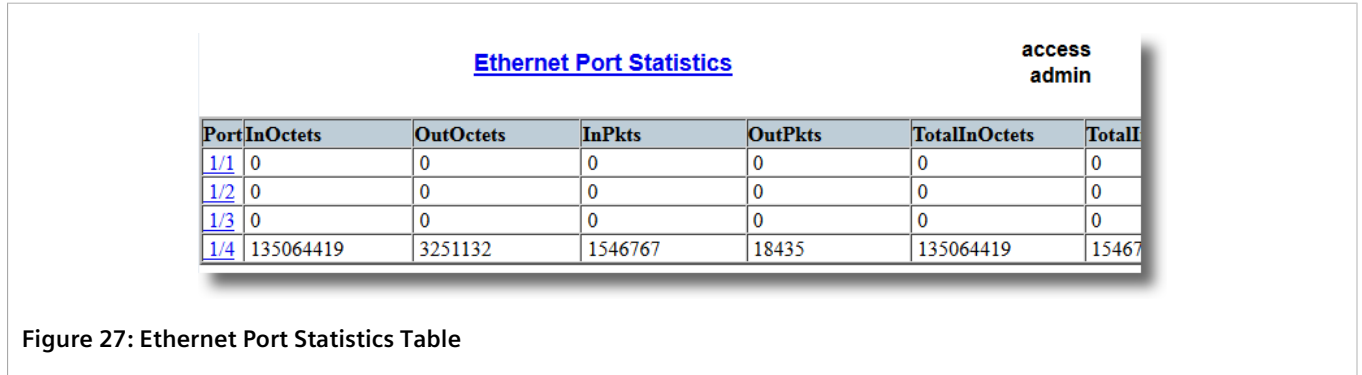 Ethernet Port Statistics
access
admin
Port InOctets OutOctets InPkts OutPkts TotalInOctets
1/1 0 0 0 0 0 0
1/2 0 0 0 0 0 0
1/3 0 0 0 0 0 0
1/4 135064419 3251132 1546767 18435 135064419 15467
Figure 27: Ethernet Port Statistics Table